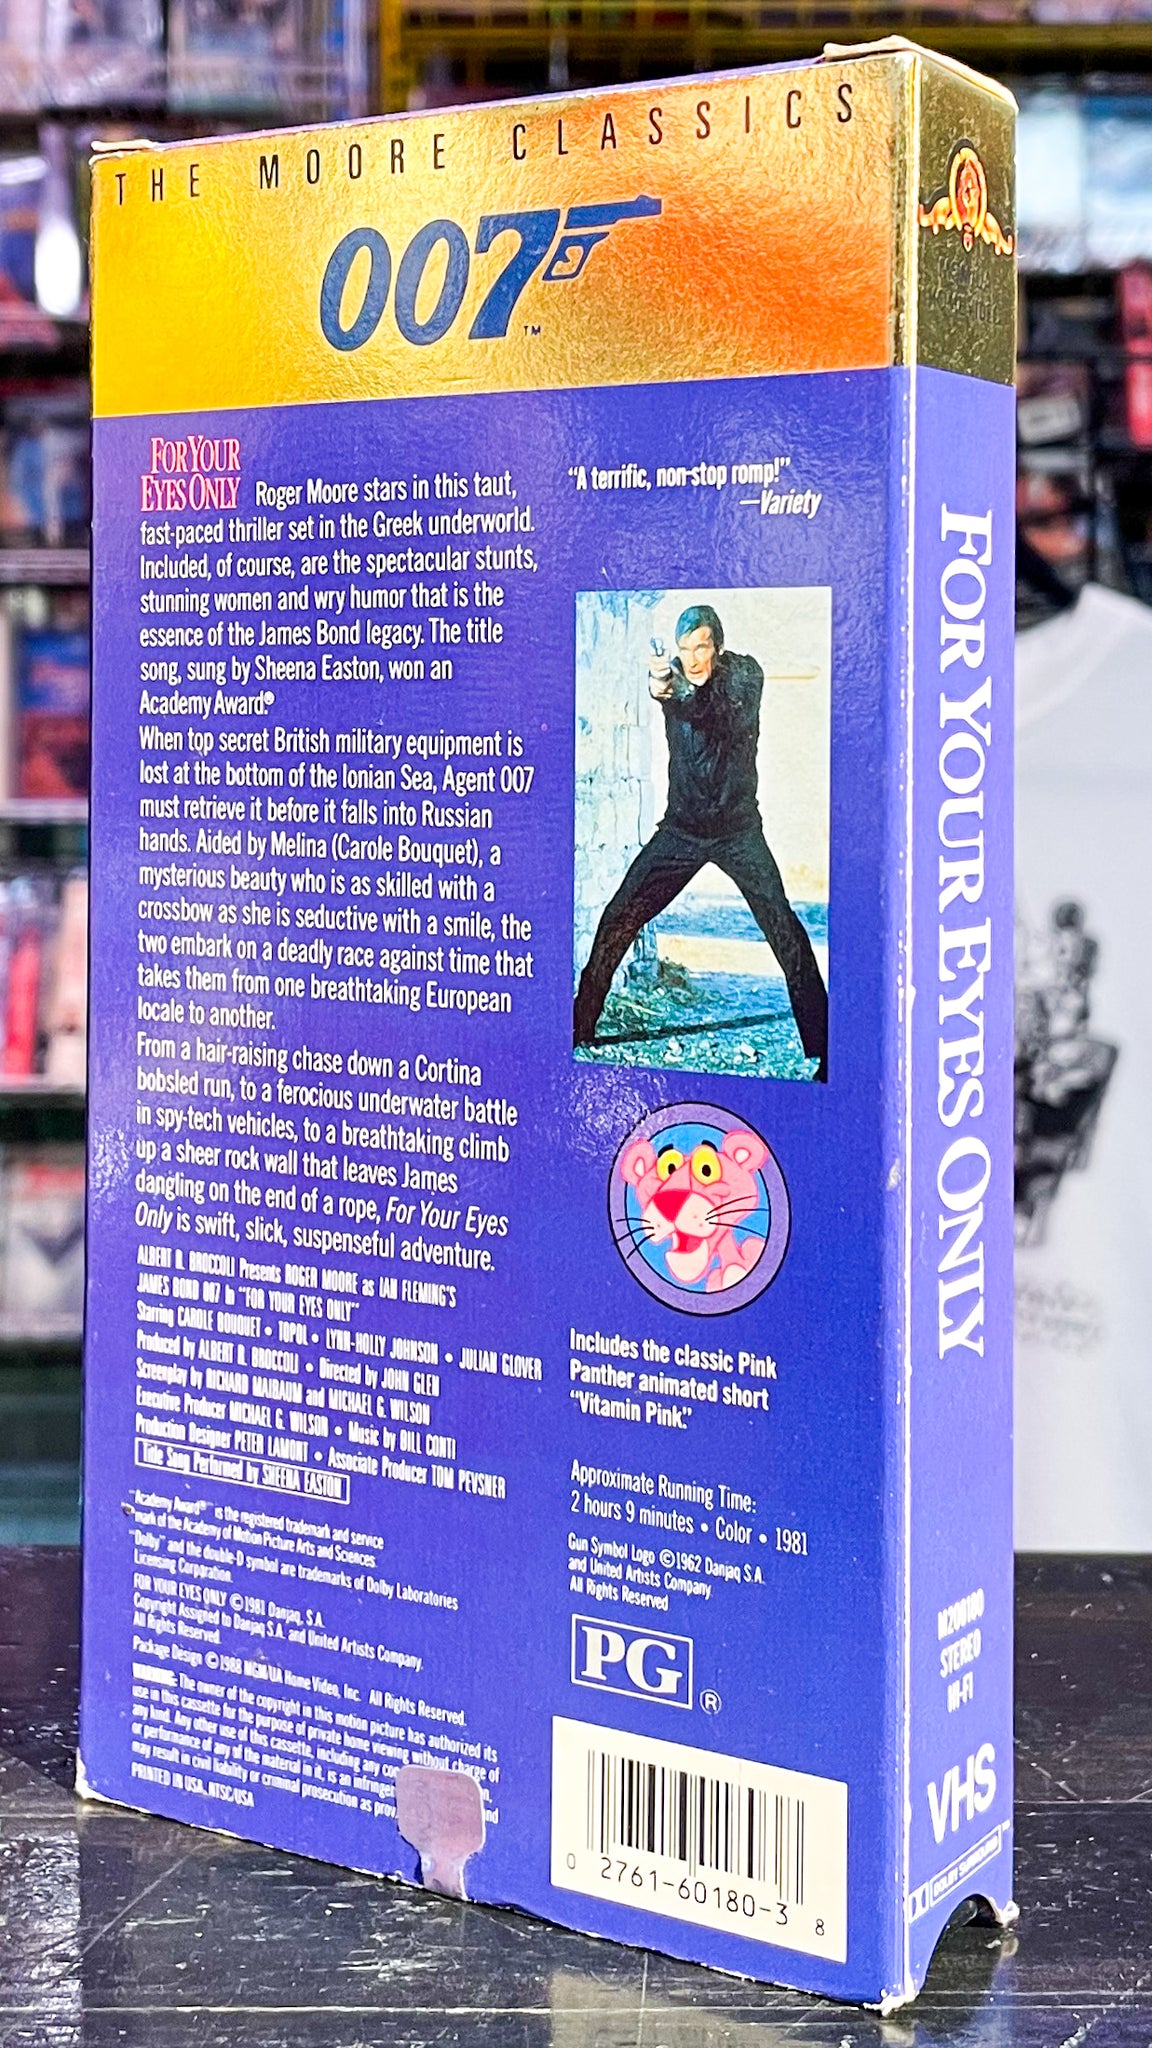 THE MOORE CLASSICS
007
TM
FOR YOUR
EYES ONLY
Roger Moore stars in this taut,
fast-paced thriller set in the Greek underworld.
Included, of course, are the spectacular stunts,
stunning women and wry humor that is the
essence of the James Bond legacy. The title
song, sung by Sheena Easton, won an
Academy Award.®
When top secret British military equipment is
lost at the bottom of the Ionian Sea, Agent 007
must retrieve it before it falls into Russian
hands. Aided by Melina (Carole Bouquet), a
mysterious beauty who is as skilled with a
crossbow as she is seductive with a smile, the
two embark on a deadly race against time that
takes them from one breathtaking European
locale to another.
From a hair-raising chase down a Cortina
bobsled run, to a ferocious underwater battle
in spy-tech vehicles, to a breathtaking climb
up a sheer rock wall that leaves James
dangling on the end of a rope, For Your Eyes
Only is swift, slick, suspenseful adventure.
ALBERT R. BROCCOLI Presents ROGER MOORE as IAN FLEMING'S
JAMES BOND 007 in "FOR YOUR EYES ONLY"
Starring CAROLE BOUQUET • TOPOL • LYNN-HOLLY JOHNSON • JULIAN GLOVER
Produced by ALBERT R. BROCCOLI • Directed by JOHN GLEN
Screenplay by RICHARD MAIBAUM and MICHAEL G. WILSON
Executive Producer MICHAEL G. WILSON • Music by BILL CONTI
Production Designer PETER LAMONT • Associate Producer TOM PEVSNER
Title Song Performed by SHEENA EASTON
"Academy Award®" is the registered trademark and service
mark of the Academy of Motion Picture Arts and Sciences.
"Dolby" and the double-D symbol are trademarks of Dolby Laboratories
Licensing Corporation.
FOR YOUR EYES ONLY © 1981 Danjaq, S.A.
Copyright Assigned to Danjaq S.A. and United Artists Company.
All Rights Reserved.
Package Design © 1988 MGM/UA Home Video, Inc. All Rights Reserved.
WARNING: The owner of the copyright in this motion picture has authorized its
use in this cassette for the purpose of private home viewing without charge of
any kind. Any other use of this cassette, including any
or performance of any of the material in it, is an
may result in civil liability or criminal prosecution as and
PRINTED IN USA. NTSC/USA
"A terrific, non-stop romp!"
—Variety
Includes the classic Pink
Panther animated short
"Vitamin Pink."
Approximate Running Time:
2 hours 9 minutes • Color • 1981
Gun Symbol Logo © 1962 Danjaq S.A.
and United Artists Company
All Rights Reserved
PG
®
0 2761-60180-3 8
FOR YOUR EYES ONLY
M200180
STEREO
HI-FI
VHS
DOLBY SURROUND